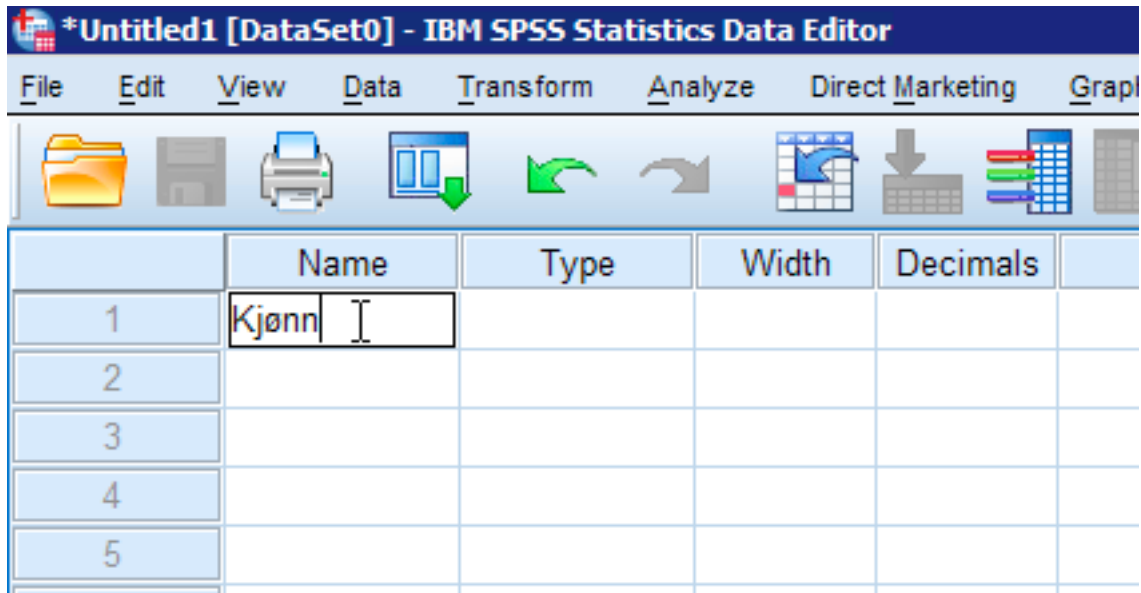 *Untitled1 [DataSet0] - IBM SPSS Statistics Data Editor
File Edit View Data Transform Analyze Direct Marketing
Name Type Width Decimals
1 Kjønn
2
3
4
5